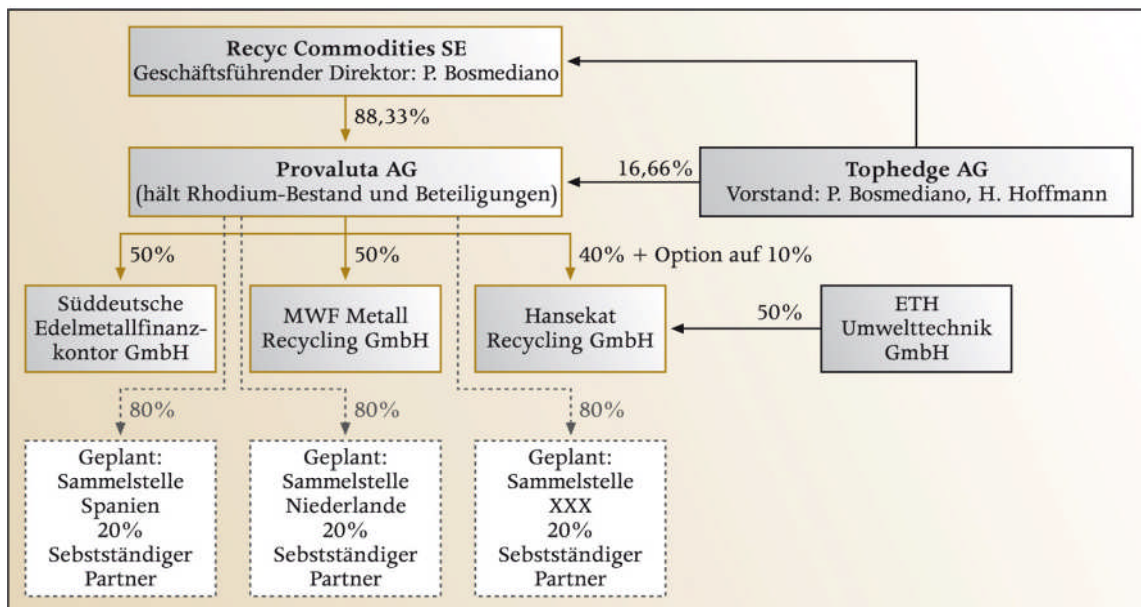 Recyc Commodities SE
Geschäftsführender Direktor: P. Bosmediano
88,33%
Provaluta AG
(hält Rhodium-Bestand und Beteiligungen)
16,66%
Tophedge AG
Vorstand: P. Bosmediano, H. Hoffmann
50%
50%
40% + Option auf 10%
Süddeutsche
Edelmetallfinanz-
kontor GmbH
MWF Metall
Recycling GmbH
Hansekat
Recycling GmbH
50%
ETH
Umwelttechnik
GmbH
80%
80%
80%
Geplant:
Sammelstelle
Spanien
20%
Sebstständiger
Partner
Geplant:
Sammelstelle
Niederlande
20%
Sebstständiger
Partner
Geplant:
Sammelstelle
XXX
20%
Sebstständiger
Partner